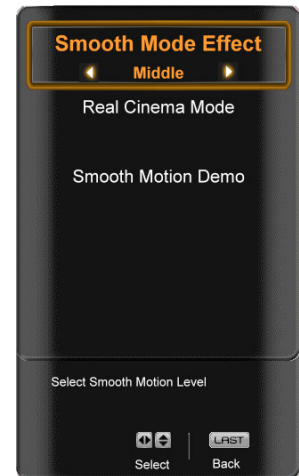 Smooth Mode Effect
Middle
Real Cinema Mode
Smooth Motion Demo
Select Smooth Motion Level
LAST
Select
Back